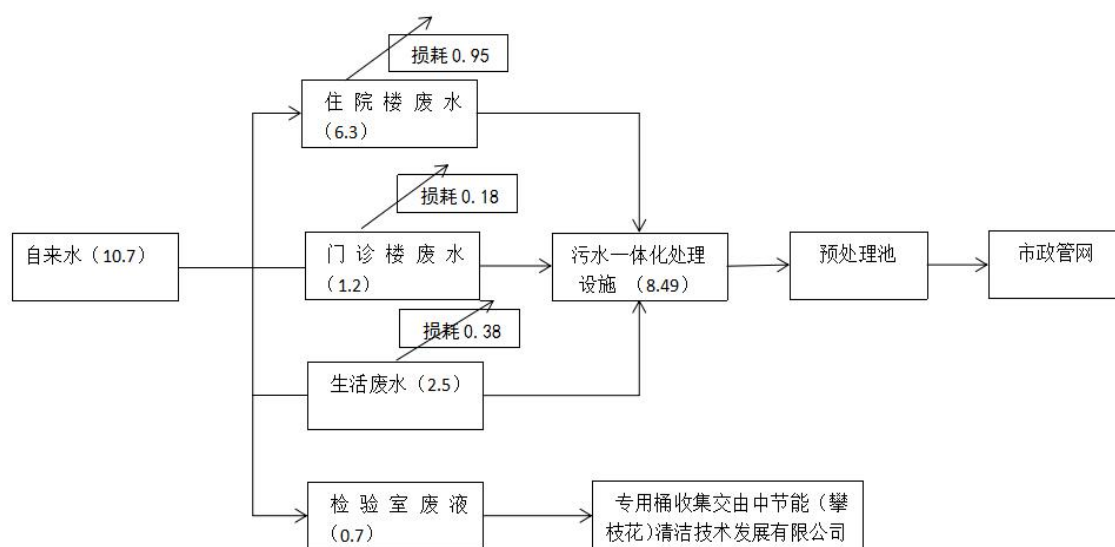 损耗 0.95
住院楼废水
（6.3）
损耗 0.18
自来水（10.7）
门诊楼废水
（1.2）
污水一体化处理
设施 （8.49）
预处理池
市政管网
损耗 0.38
生活废水（2.5）
检验室废液
（0.7）
专用桶收集交由中节能（攀
枝花）清洁技术发展有限公司